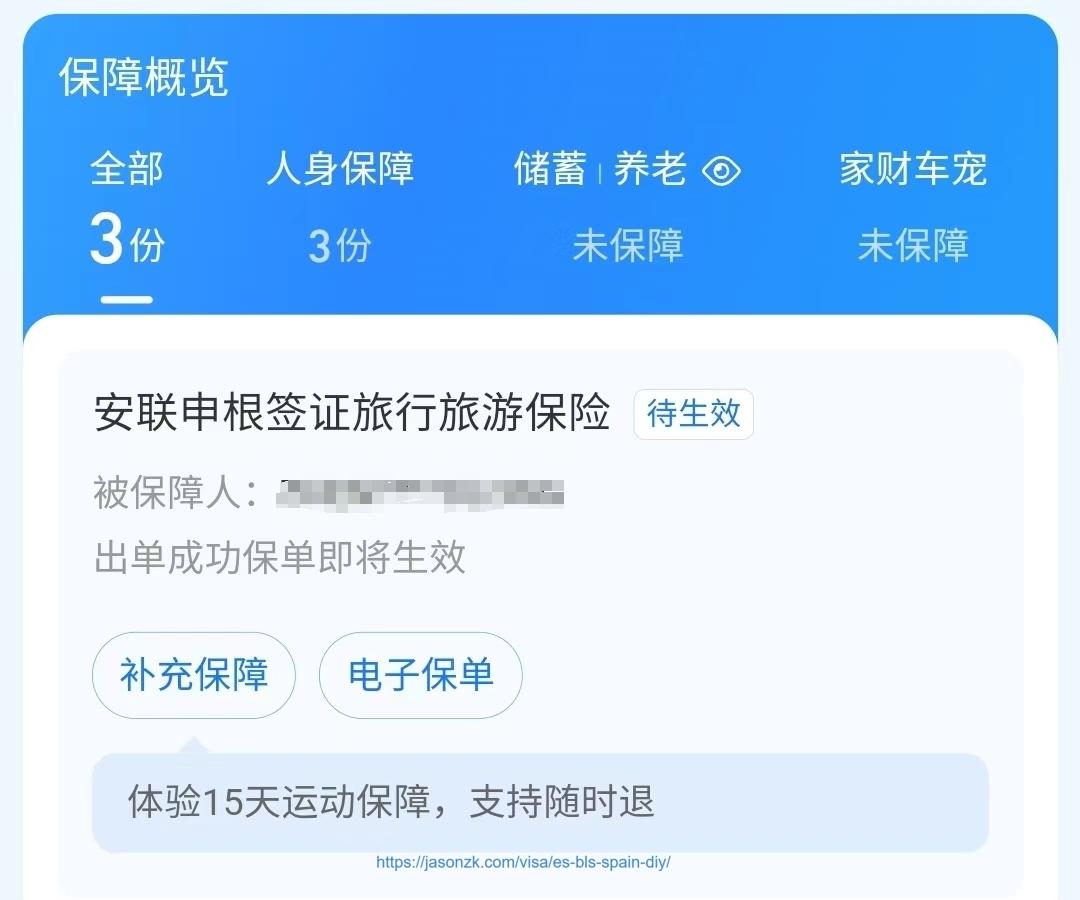 保障概览
全部 人身保障 储蓄 | 养老 家财车宠
3份 3份 未保障 未保障
安联申根签证旅行旅游保险 待生效
被保障人：
出单成功保单即将生效
补充保障 电子保单
体验15天运动保障，支持随时退
https://jasonzk.com/visa/es-bls-spain-diy/